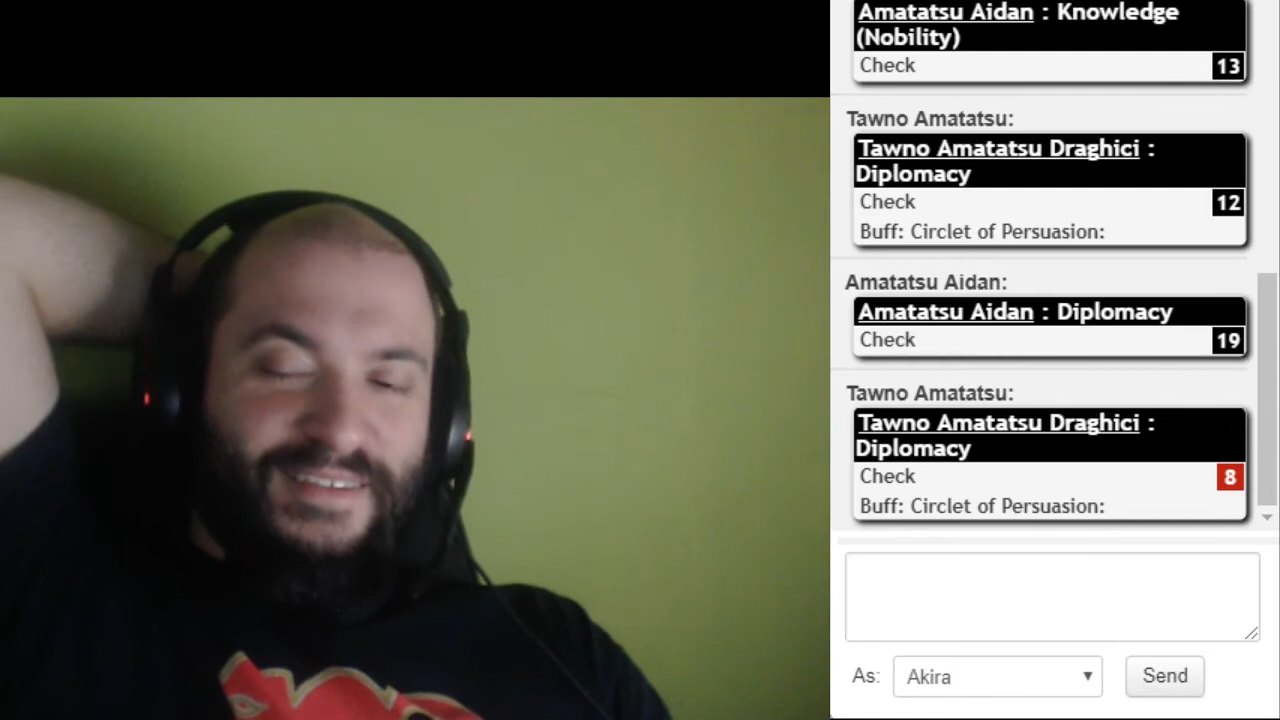 Amatatsu Aidan : Knowledge
(Nobility)
Check 13
Tawno Amatatsu:
Tawno Amatatsu Draghici :
Diplomacy
Check 12
Buff: Circlet of Persuasion:
Amatatsu Aidan:
Amatatsu Aidan : Diplomacy
Check 19
Tawno Amatatsu:
Tawno Amatatsu Draghici :
Diplomacy
Check 8
Buff: Circlet of Persuasion:
As: Akira Send